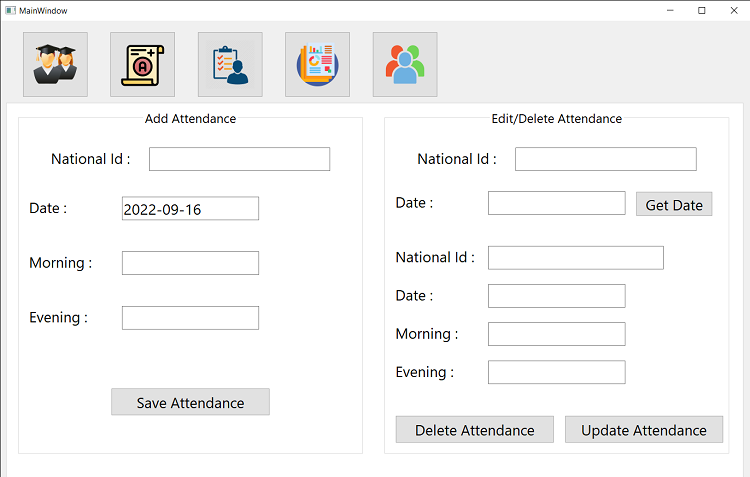 MainWindow
A
Add Attendance
National Id :
Date :
2022-09-16
Morning :
Evening :
Save Attendance
Edit/Delete Attendance
National Id :
Date :
Get Date
National Id :
Date :
Morning :
Evening :
Delete Attendance
Update Attendance